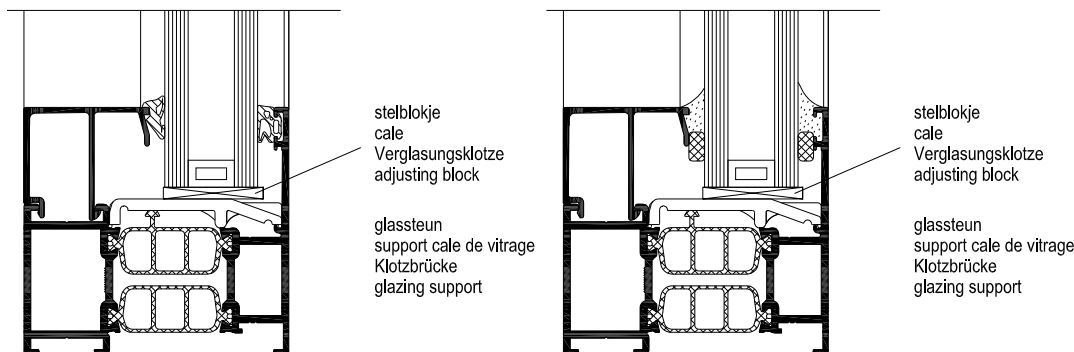 stelblokje
cale
Verglasungsklotze
adjusting block
glassteun
support cale de vitrage
Klotzbrücke
glazing support
stelblokje
cale
Verglasungsklotze
adjusting block
glassteun
support cale de vitrage
Klotzbrücke
glazing support